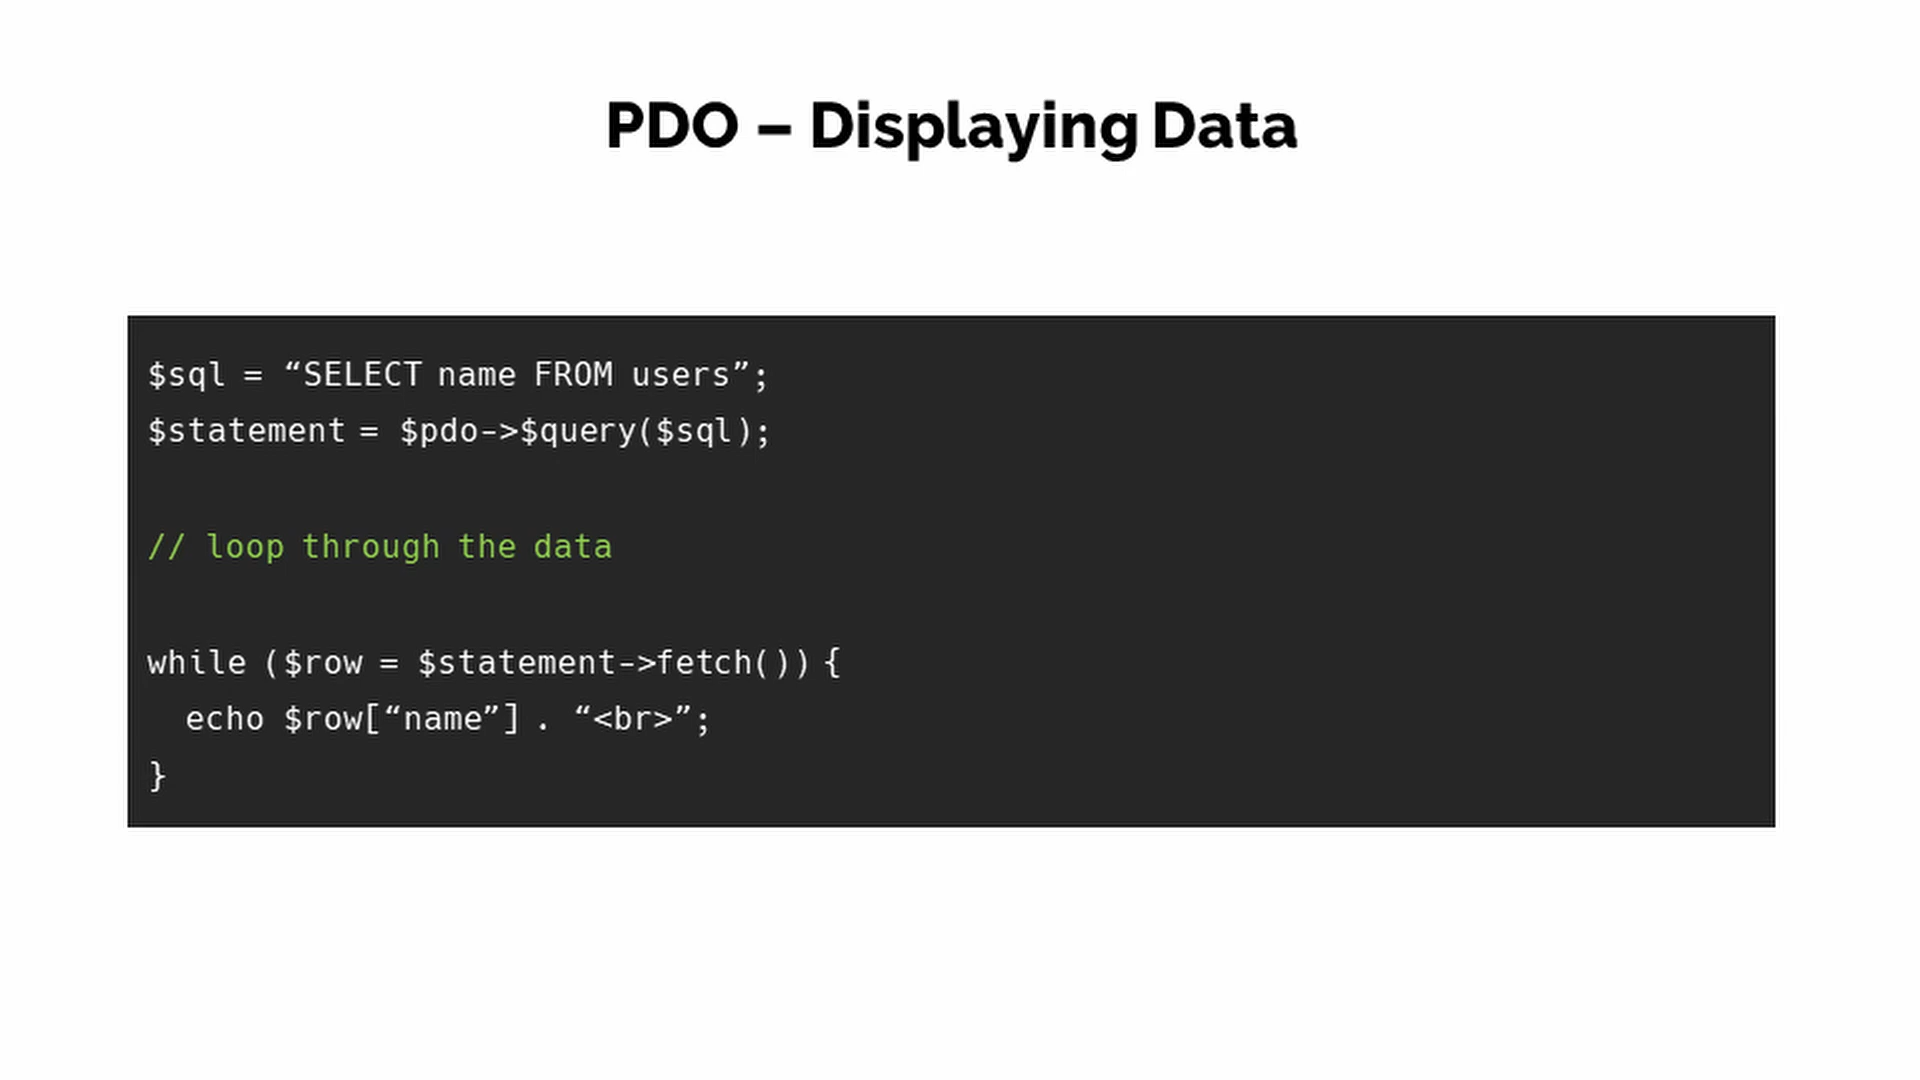 PDO – Displaying Data
$sql = “SELECT name FROM users”;
$statement = $pdo->$query($sql);
// loop through the data
while ($row = $statement->fetch()) {
echo $row[“name”] . “<br>”;
}